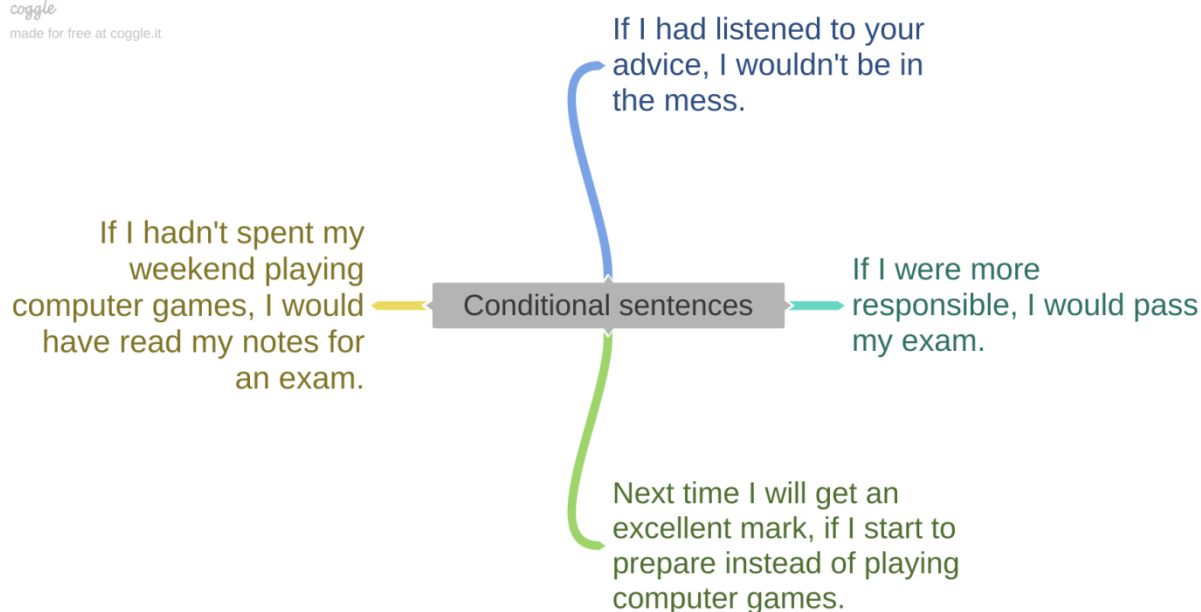 coggle
made for free at coggle.it
If I had listened to your
advice, I wouldn't be in
the mess.
If I hadn't spent my
weekend playing
computer games, I would
have read my notes for
an exam.
Conditional sentences
If I were more
responsible, I would pass
my exam.
Next time I will get an
excellent mark, if I start to
prepare instead of playing
computer games.